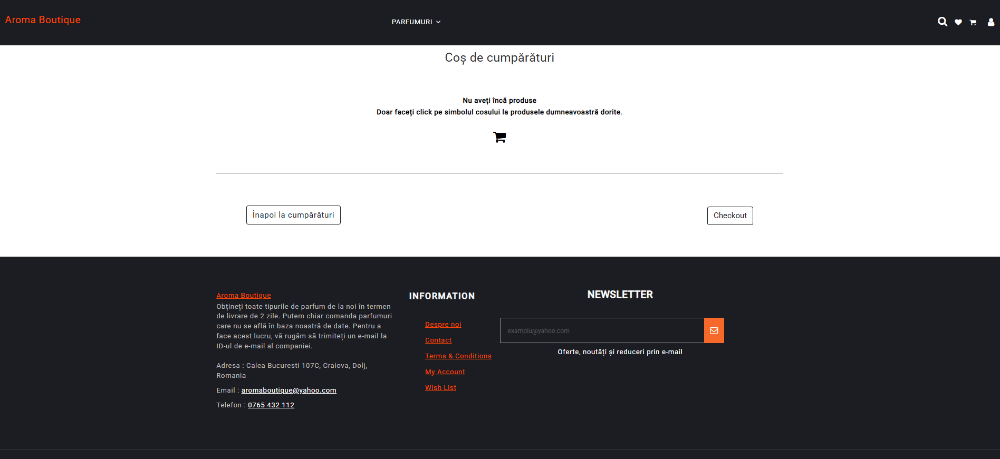 Aroma Boutique
PARFUMURI
Coș de cumpărături
Nu aveți încă produse
Doar faceți click pe simbolul cosului la produsele dumneavoastră dorite.
Înapoi la cumpărături
Checkout
Aroma Boutique
Obțineți toate tipurile de parfum de la noi în termen
de livrare de 2 zile. Putem chiar comanda parfumuri
care nu se află în baza noastră de date. Pentru a
face acest lucru, vă rugăm să trimiteți un e-mail la
ID-ul de e-mail al companiei.
Adresa : Calea Bucuresti 107C, Craiova, Dolj,
Romania
Email : aromaboutique@yahoo.com
Telefon : 0765 432 112
INFORMATION
Despre noi
Contact
Terms & Conditions
My Account
Wish List
NEWSLETTER
examplu@yahoo.com
Oferte, noutăți și reduceri prin e-mail